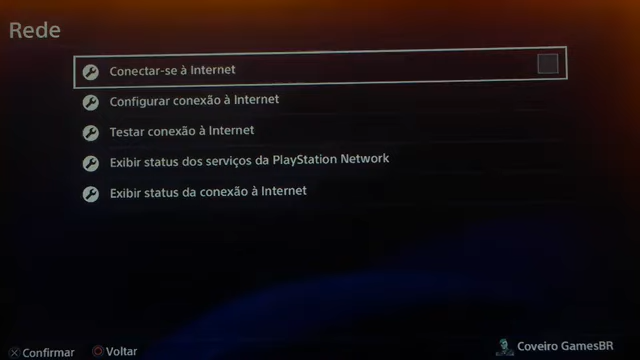 Rede
Conectar-se à Internet
Configurar conexão à Internet
Testar conexão à Internet
Exibir status dos serviços da PlayStation Network
Exibir status da conexão à Internet
Confirmar
Voltar
Coveiro GamesBR